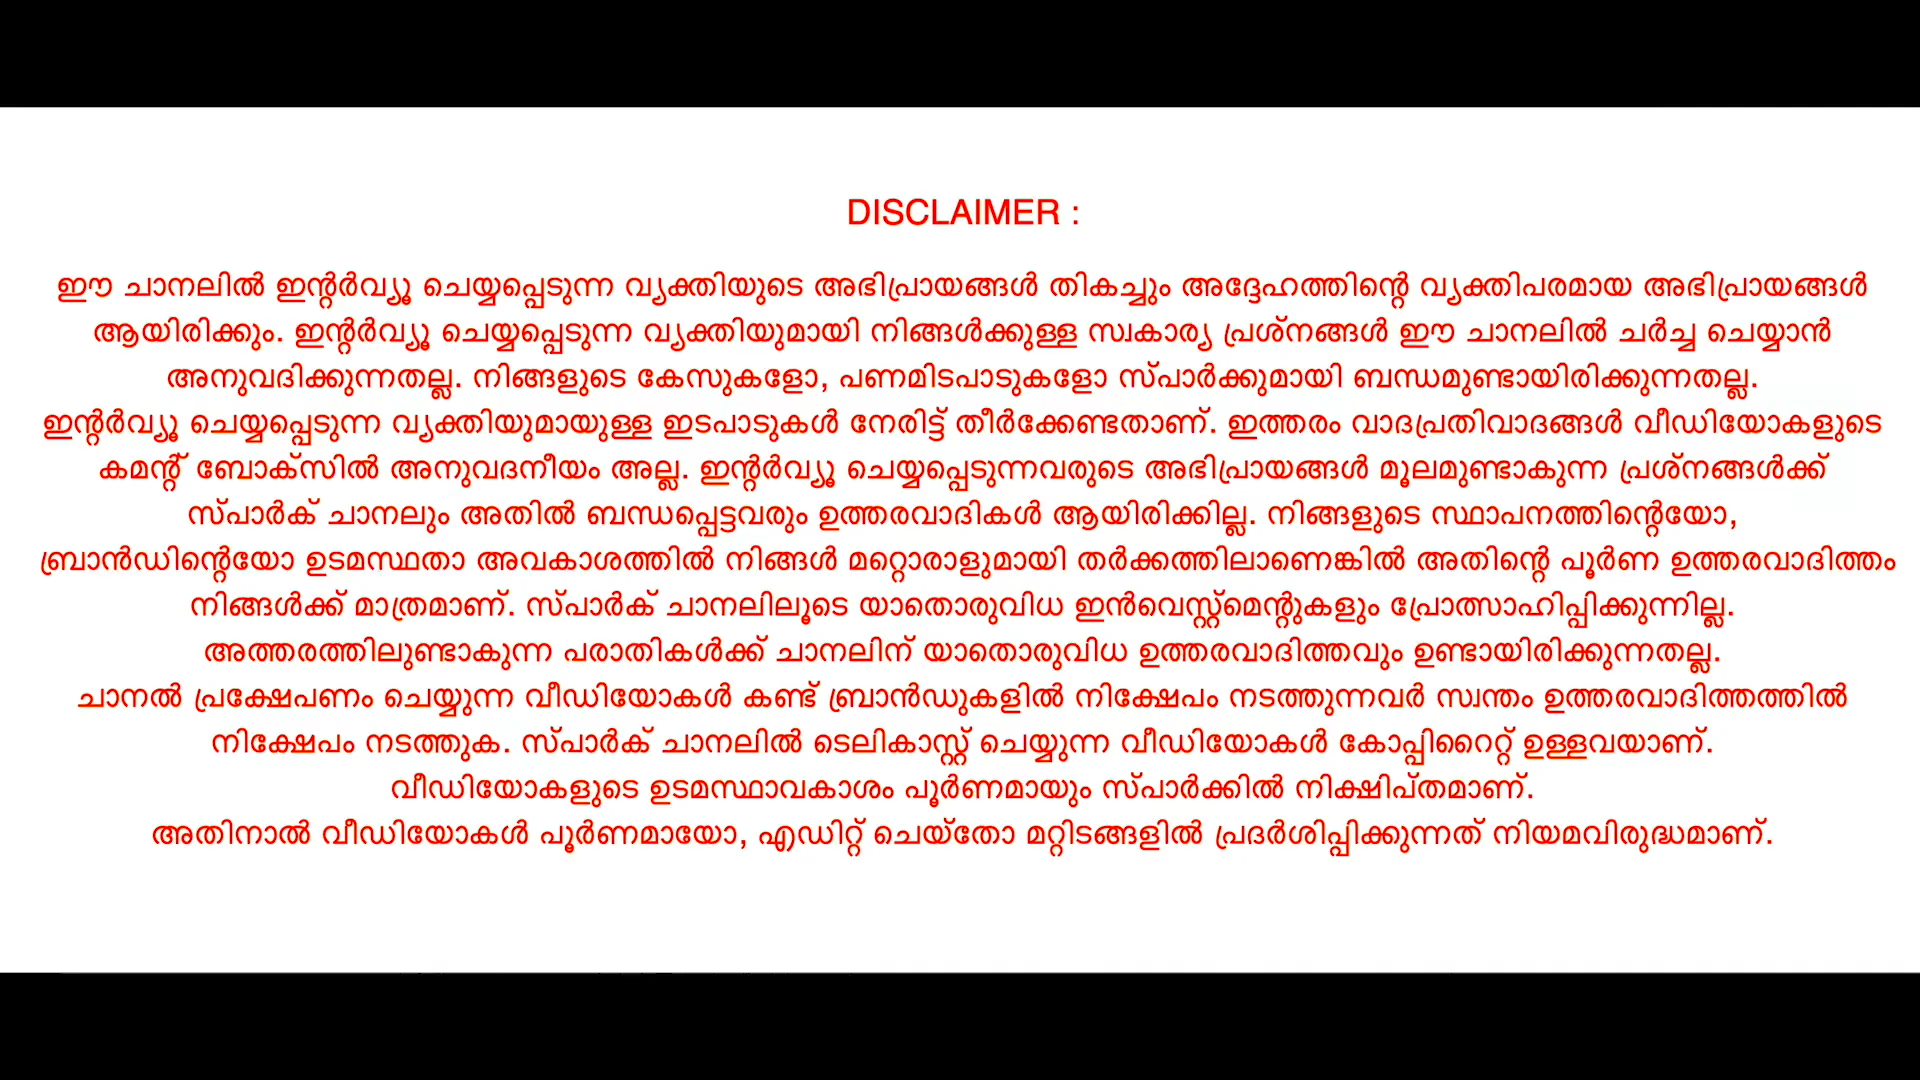 DISCLAIMER :
ഈ ചാനലിൽ ഇന്റർവ്യൂ ചെയ്യപ്പെടുന്ന വ്യക്തിയുടെ അഭിപ്രായങ്ങൾ തികച്ചും അദ്ദേഹത്തിന്റെ വ്യക്തിപരമായ അഭിപ്രായങ്ങൾ
ആയിരിക്കും. ഇന്റർവ്യൂ ചെയ്യപ്പെടുന്ന വ്യക്തിയുമായി നിങ്ങൾക്കുള്ള സ്വകാര്യ പ്രശ്നങ്ങൾ ഈ ചാനലിൽ ചർച്ച ചെയ്യാൻ
അനുവദിക്കുന്നതല്ല. നിങ്ങളുടെ കേസുകളോ, പണമിടപാടുകളോ സ്പാർക്കുമായി ബന്ധമുണ്ടായിരിക്കുന്നതല്ല.
ഇന്റർവ്യൂ ചെയ്യപ്പെടുന്ന വ്യക്തിയുമായുള്ള ഇടപാടുകൾ നേരിട്ട് തീർക്കേണ്ടതാണ്. ഇത്തരം വാദപ്രതിവാദങ്ങൾ വീഡിയോകളുടെ
കമന്റ് ബോക്സിൽ അനുവദനീയം അല്ല. ഇന്റർവ്യൂ ചെയ്യപ്പെടുന്നവരുടെ അഭിപ്രായങ്ങൾ മൂലമുണ്ടാകുന്ന പ്രശ്നങ്ങൾക്ക്
സ്പാർക് ചാനലും അതിൽ ബന്ധപ്പെട്ടവരും ഉത്തരവാദികൾ ആയിരിക്കില്ല. നിങ്ങളുടെ സ്ഥാപനത്തിന്റെയോ,
ബ്രാൻഡിന്റെയോ ഉടമസ്ഥതാ അവകാശത്തിൽ നിങ്ങൾ മറ്റൊരാളുമായി തർക്കത്തിലാണെങ്കിൽ അതിന്റെ പൂർണ ഉത്തരവാദിത്തം
നിങ്ങൾക്ക് മാത്രമാണ്. സ്പാർക് ചാനലിലൂടെ യാതൊരുവിധ ഇൻവെസ്റ്റ്മെന്റുകളും പ്രോത്സാഹിപ്പിക്കുന്നില്ല.
അത്തരത്തിലുണ്ടാകുന്ന പരാതികൾക്ക് ചാനലിന് യാതൊരുവിധ ഉത്തരവാദിത്തവും ഉണ്ടായിരിക്കുന്നതല്ല.
ചാനൽ പ്രക്ഷേപണം ചെയ്യുന്ന വീഡിയോകൾ കണ്ട് ബ്രാൻഡുകളിൽ നിക്ഷേപം നടത്തുന്നവർ സ്വന്തം ഉത്തരവാദിത്തത്തിൽ
നിക്ഷേപം നടത്തുക. സ്പാർക് ചാനലിൽ ടെലികാസ്റ്റ് ചെയ്യുന്ന വീഡിയോകൾ കോപ്പിറൈറ്റ് ഉള്ളവയാണ്.
വീഡിയോകളുടെ ഉടമസ്ഥാവകാശം പൂർണമായും സ്പാർക്കിൽ നിക്ഷിപ്തമാണ്.
അതിനാൽ വീഡിയോകൾ പൂർണമായോ, എഡിറ്റ് ചെയ്തോ മറ്റിടങ്ങളിൽ പ്രദർശിപ്പിക്കുന്നത് നിയമവിരുദ്ധമാണ്.